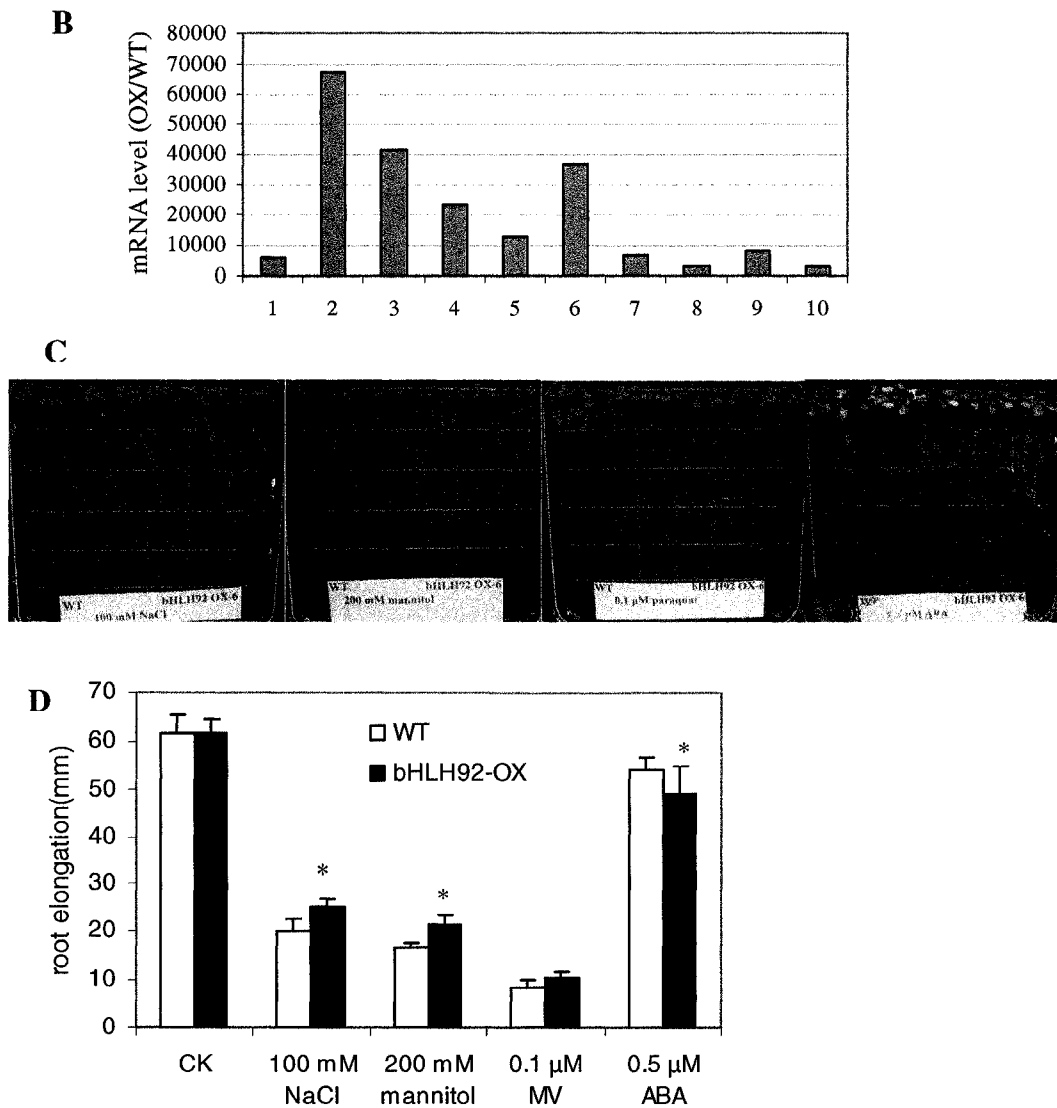 B
mRNA level (OX/WT)
80000
70000
60000
50000
40000
30000
20000
10000
0
1 2 3 4 5 6 7 8 9 10
C
WT bHLH92 OX-6
100 mM NaCl
WT bHLH92 OX-6
200 mM mannitol
WT bHLH92 OX-6
0.1 µM paraquat
WT bHLH92 OX-6
µM ABA
D
root elongation(mm)
70
60
50
40
30
20
10
0
WT
bHLH92-OX
*
*
*
CK 100 mM 200 mM 0.1 µM 0.5 µM
NaCl mannitol MV ABA